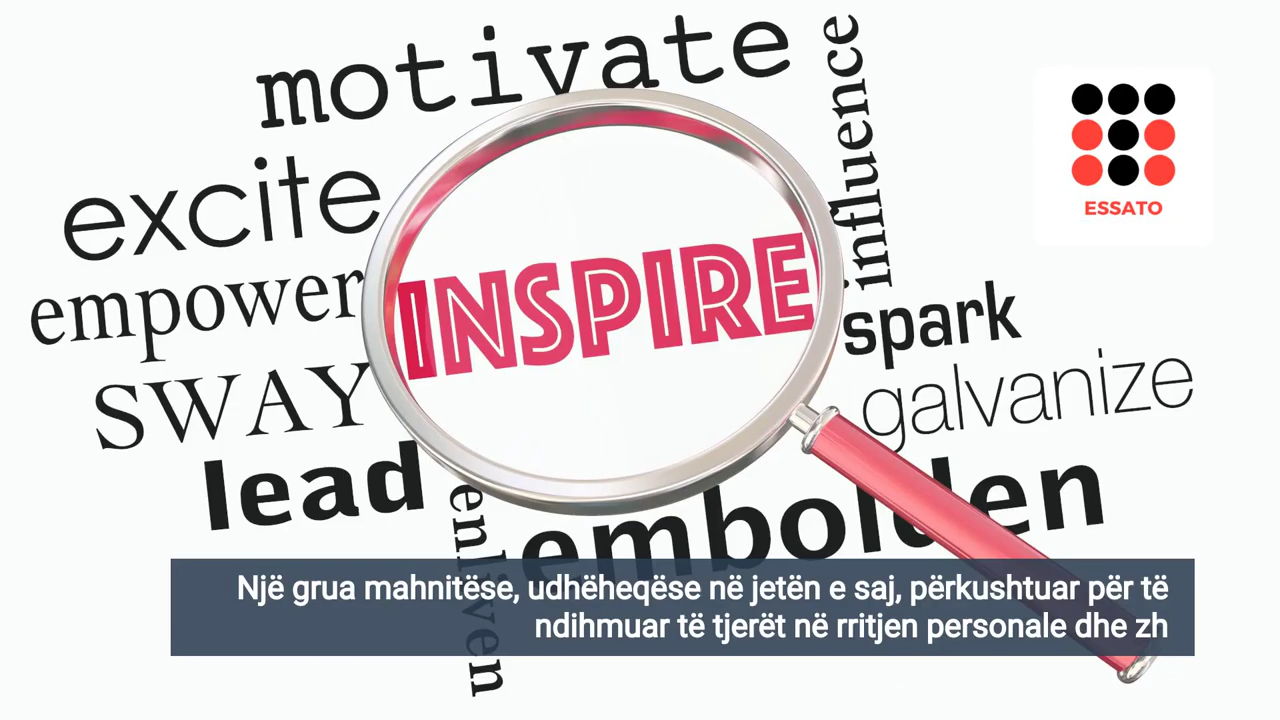 motivate
influence
excite
ESSATO
empower
INSPIRE
spark
SWAY
galvanize
lead
enliven
embolden
Një grua mahnitëse, udhëheqëse në jetën e saj, përkushtuar për të
ndihmuar të tjerët në rritjen personale dhe zh